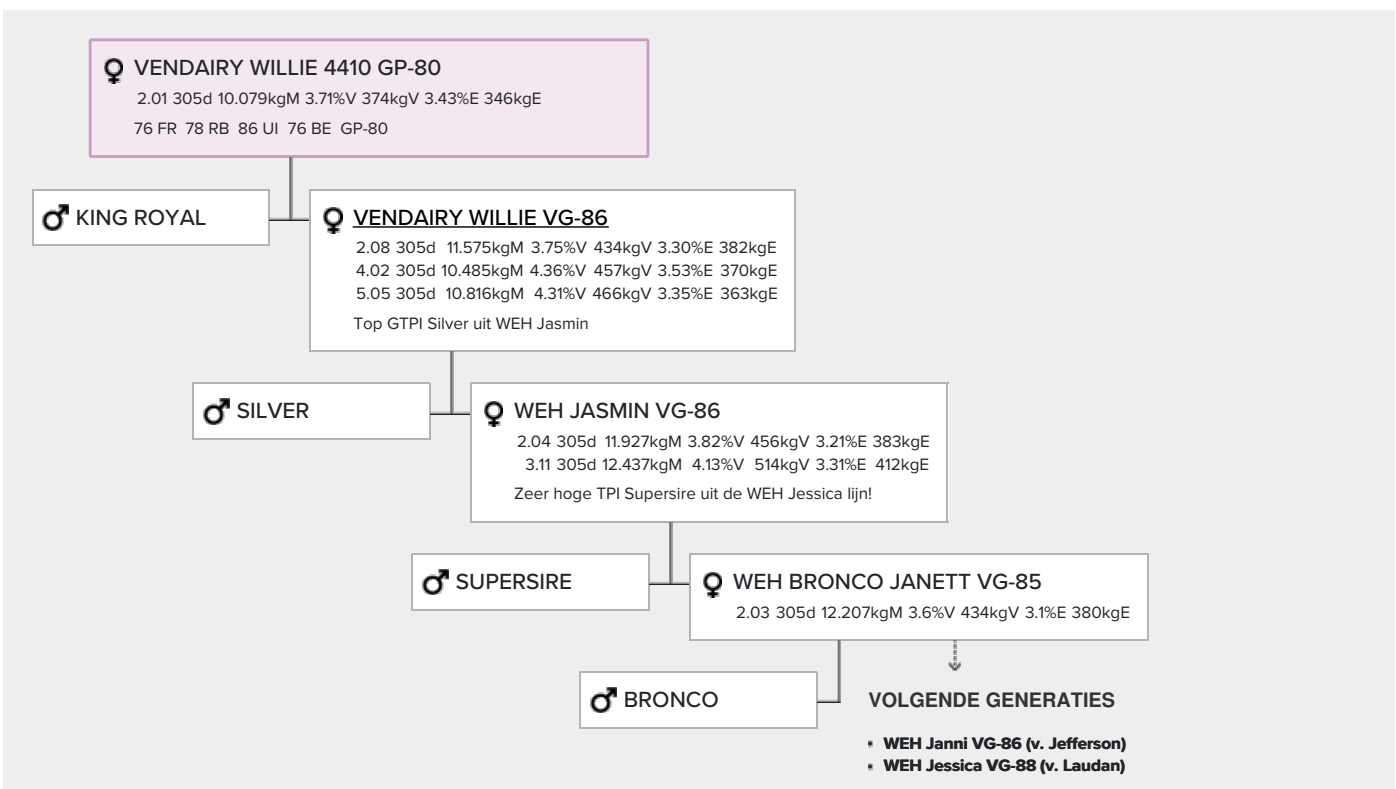 VENDAIRY WILLIE 4410 GP-80
2.01 305d 10.079kgM 3.71%V 374kgV 3.43%E 346kgE
76 FR 78 RB 86 UI 76 BE GP-80
KING ROYAL
VENDAIRY WILLIE VG-86
2.08 305d 11.575kgM 3.75%V 434kgV 3.30%E 382kgE
4.02 305d 10.485kgM 4.36%V 457kgV 3.53%E 370kgE
5.05 305d 10.816kgM 4.31%V 466kgV 3.35%E 363kgE
Top GTPI Silver uit WEH Jasmin
SILVER
WEH JASMIN VG-86
2.04 305d 11.927kgM 3.82%V 456kgV 3.21%E 383kgE
3.11 305d 12.437kgM 4.13%V 514kgV 3.31%E 412kgE
Zeer hoge TPI Supersire uit de WEH Jessica lijn!
SUPERSIRE
WEH BRONCO JANETT VG-85
2.03 305d 12.207kgM 3.6%V 434kgV 3.1%E 380kgE
BRONCO
VOLGENDE GENERATIES
▪ WEH Janni VG-86 (v. Jefferson)
▪ WEH Jessica VG-88 (v. Laudan)